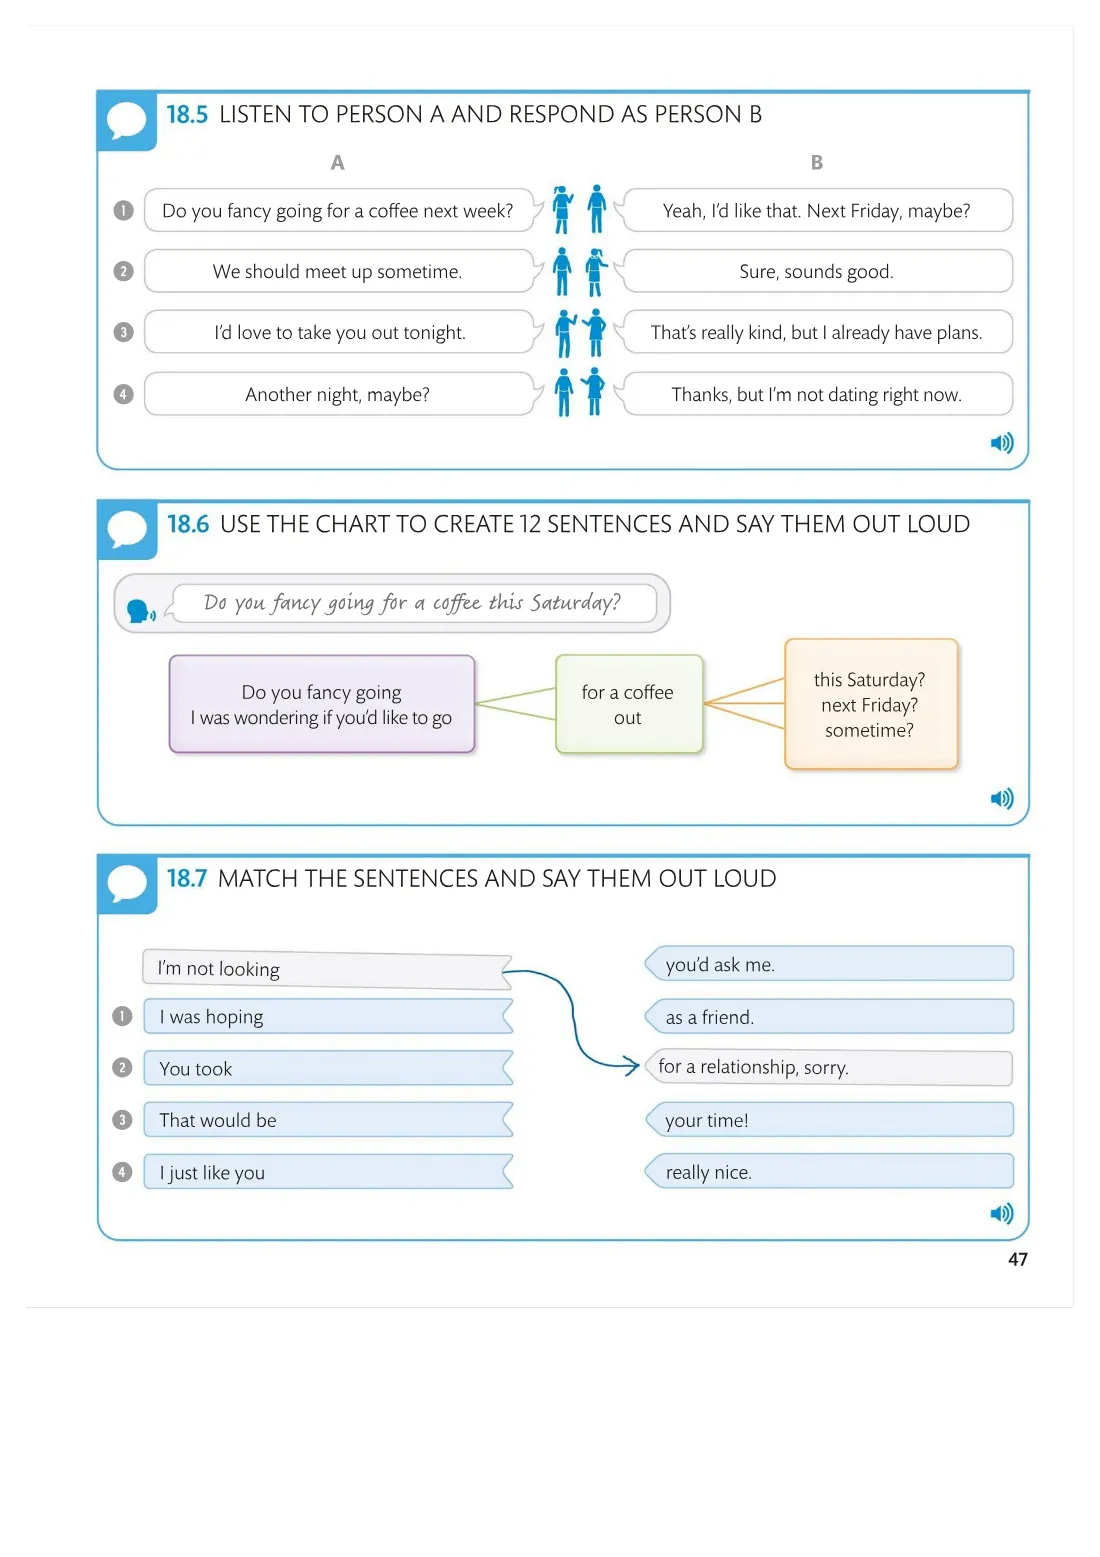 18.5 LISTEN TO PERSON A AND RESPOND AS PERSON B
A
B
1 Do you fancy going for a coffee next week?
Yeah, I'd like that. Next Friday, maybe?
2 We should meet up sometime.
Sure, sounds good.
3 I'd love to take you out tonight.
That's really kind, but I already have plans.
4 Another night, maybe?
Thanks, but I'm not dating right now.
18.6 USE THE CHART TO CREATE 12 SENTENCES AND SAY THEM OUT LOUD
Do you fancy going for a coffee this Saturday?
Do you fancy going
I was wondering if you'd like to go
for a coffee
out
this Saturday?
next Friday?
sometime?
18.7 MATCH THE SENTENCES AND SAY THEM OUT LOUD
I'm not looking
you'd ask me.
1 I was hoping
as a friend.
2 You took
for a relationship, sorry.
3 That would be
your time!
4 I just like you
really nice.
47